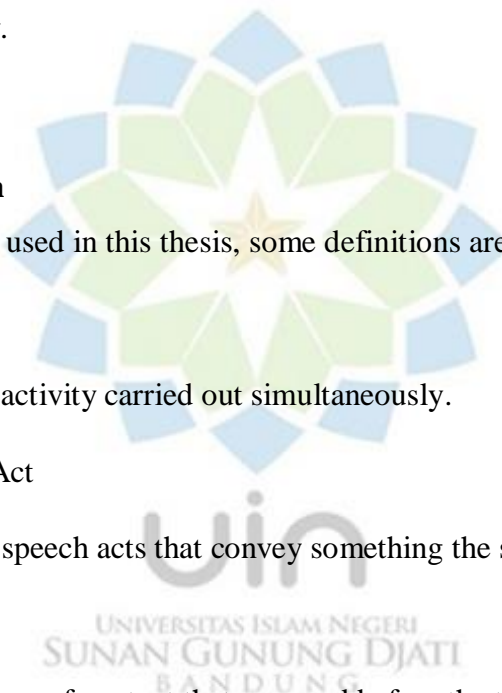 .
n
used in this thesis, some definitions are
activity carried out simultaneously.
Act
speech acts that convey something the s
uin
UNIVERSITAS ISLAM NEGERI
SUNAN GUNUNG DJATI
BANDUNG